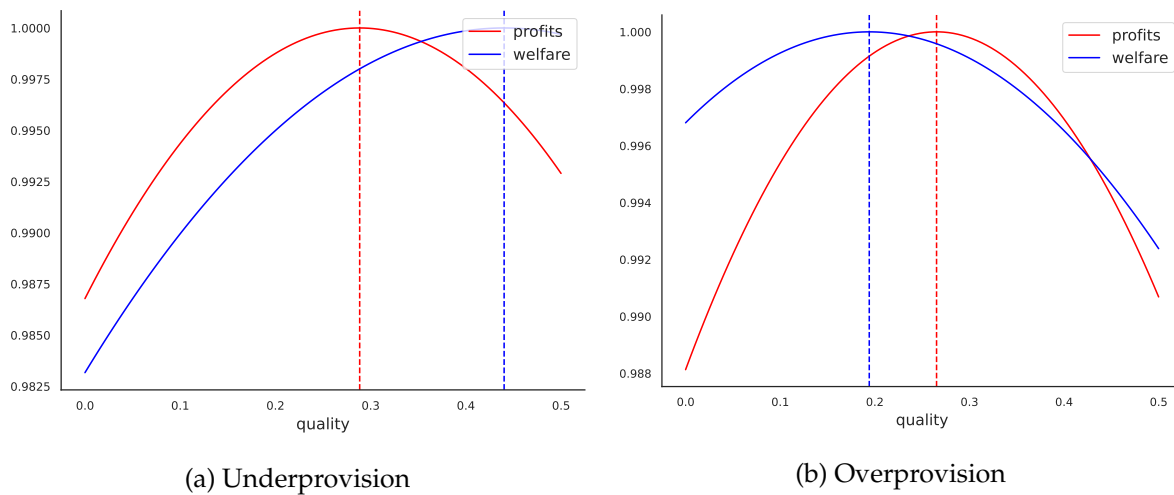 1.0000
0.9975
0.9950
0.9925
0.9900
0.9875
0.9850
0.9825
0.0 0.1 0.2 0.3 0.4 0.5
quality
profits
welfare
(a) Underprovision
1.000
0.998
0.996
0.994
0.992
0.990
0.988
0.0 0.1 0.2 0.3 0.4 0.5
quality
profits
welfare
(b) Overprovision